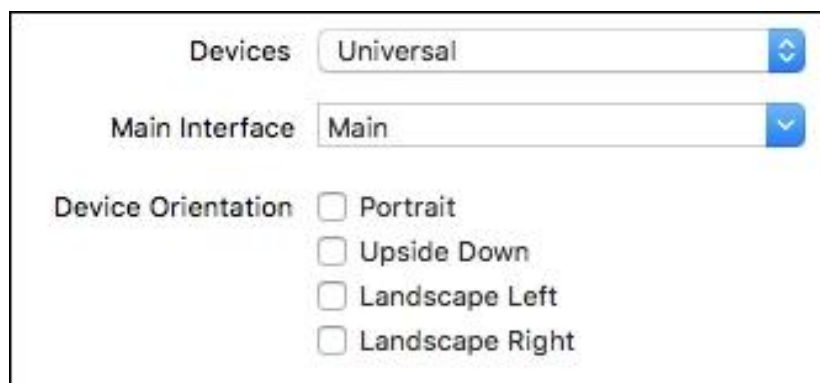 Devices Universal
Main Interface Main
Device Orientation Portrait
Upside Down
Landscape Left
Landscape Right